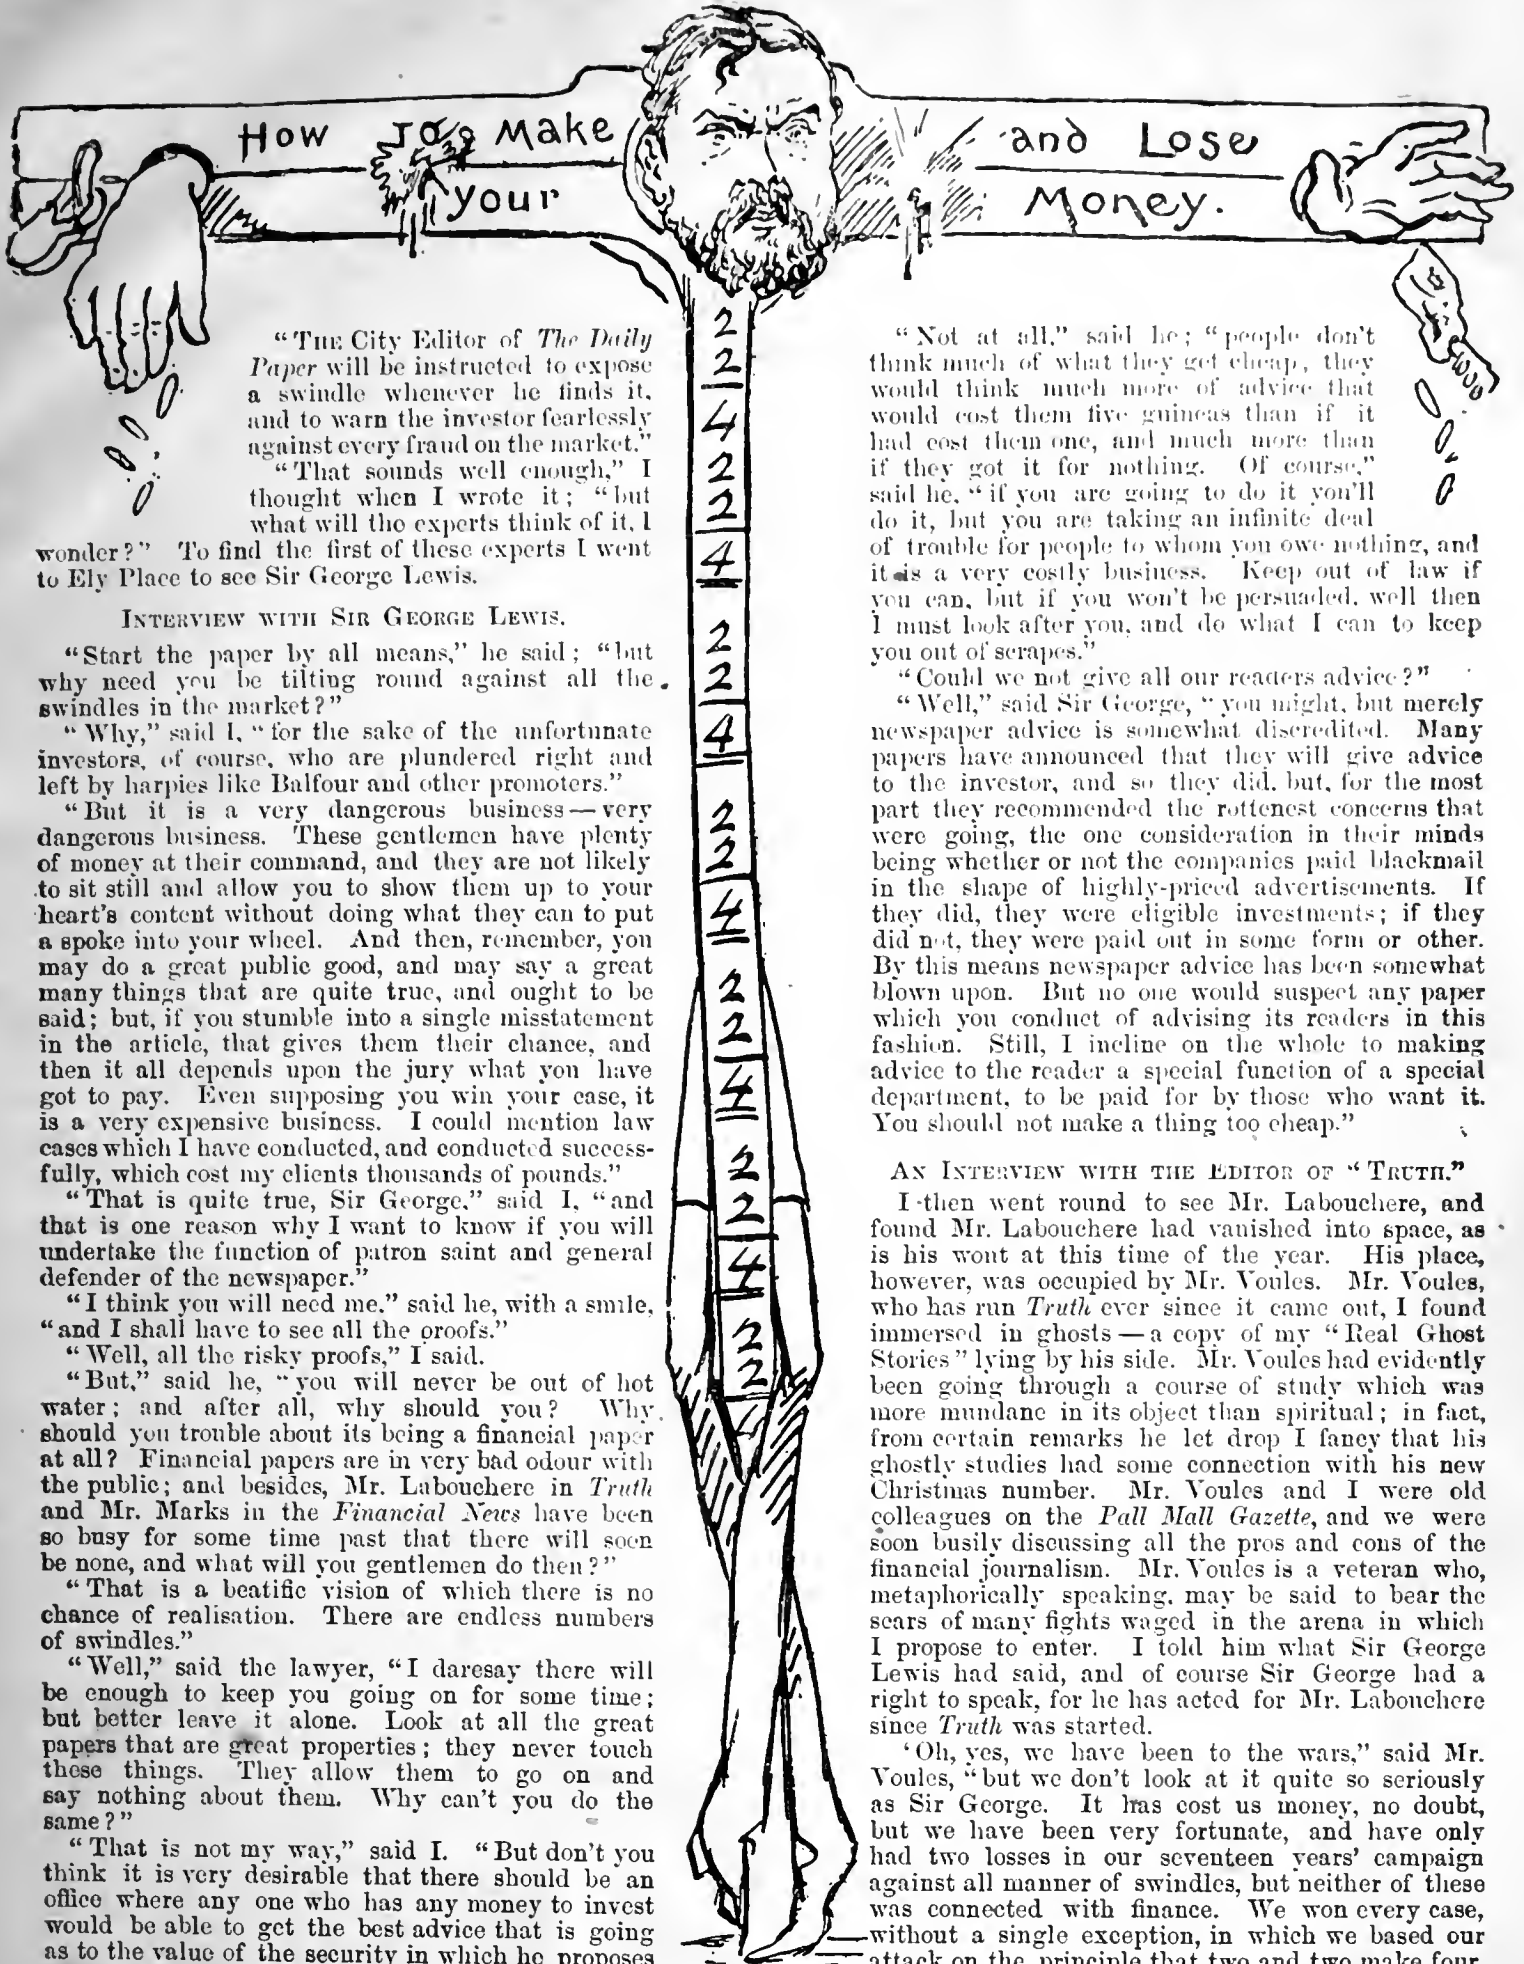 How To Make and Lose
your Money.
2
2
4
2
2
4
2
2
4
2
2
4
2
2
4
2
2
4
2
2
"THE City Editor of The Daily
Paper will be instructed to expose
a swindle whenever he finds it,
and to warn the investor fearlessly
against every fraud on the market."
"That sounds well enough," I
thought when I wrote it; "but
what will the experts think of it, I
wonder?" To find the first of these experts I went
to Ely Place to see Sir George Lewis.
INTERVIEW WITH SIR GEORGE LEWIS.
"Start the paper by all means," he said; "but
why need you be tilting round against all the
swindles in the market?"
"Why," said I, "for the sake of the unfortunate
investors, of course, who are plundered right and
left by harpies like Balfour and other promoters."
"But it is a very dangerous business—very
dangerous business. These gentlemen have plenty
of money at their command, and they are not likely
to sit still and allow you to show them up to your
heart's content without doing what they can to put
a spoke into your wheel. And then, remember, you
may do a great public good, and may say a great
many things that are quite true, and ought to be
said; but, if you stumble into a single misstatement
in the article, that gives them their chance, and
then it all depends upon the jury what you have
got to pay. Even supposing you win your case, it
is a very expensive business. I could mention law
cases which I have conducted, and conducted success-
fully, which cost my clients thousands of pounds."
"That is quite true, Sir George," said I, "and
that is one reason why I want to know if you will
undertake the function of patron saint and general
defender of the newspaper."
"I think you will need me," said he, with a smile,
"and I shall have to see all the proofs."
"Well, all the risky proofs," I said.
"But," said he, "you will never be out of hot
water; and after all, why should you? Why
should you trouble about its being a financial paper
at all? Financial papers are in very bad odour with
the public; and besides, Mr. Labouchere in Truth
and Mr. Marks in the Financial News have been
so busy for some time past that there will soon
be none, and what will you gentlemen do then?"
"That is a beatific vision of which there is no
chance of realisation. There are endless numbers
of swindles."
"Well," said the lawyer, "I daresay there will
be enough to keep you going on for some time;
but better leave it alone. Look at all the great
papers that are great properties; they never touch
these things. They allow them to go on and
say nothing about them. Why can't you do the
same?"
"That is not my way," said I. "But don't you
think it is very desirable that there should be an
office where any one who has any money to invest
would be able to get the best advice that is going
as to the value of the security in which he proposes
"Not at all," said he; "people don't
think much of what they get cheap, they
would think much more of advice that
would cost them five guineas than if it
had cost them one, and much more than
if they got it for nothing. Of course,"
said he, "if you are going to do it you'll
do it, but you are taking an infinite deal
of trouble for people to whom you owe nothing, and
it is a very costly business. Keep out of law if
you can, but if you won't be persuaded, well then
I must look after you, and do what I can to keep
you out of scrapes."
"Could we not give all our readers advice?"
"Well," said Sir George, "you might, but merely
newspaper advice is somewhat discredited. Many
papers have announced that they will give advice
to the investor, and so they did, but, for the most
part they recommended the rottenest concerns that
were going, the one consideration in their minds
being whether or not the companies paid blackmail
in the shape of highly-priced advertisements. If
they did, they were eligible investments; if they
did not, they were paid out in some form or other.
By this means newspaper advice has been somewhat
blown upon. But no one would suspect any paper
which you conduct of advising its readers in this
fashion. Still, I incline on the whole to making
advice to the reader a special function of a special
department, to be paid for by those who want it.
You should not make a thing too cheap."
AN INTERVIEW WITH THE EDITOR OF "TRUTH."
I then went round to see Mr. Labouchere, and
found Mr. Labouchere had vanished into space, as
is his wont at this time of the year. His place,
however, was occupied by Mr. Voules. Mr. Voules,
who has run Truth ever since it came out, I found
immersed in ghosts—a copy of my "Real Ghost
Stories" lying by his side. Mr. Voules had evidently
been going through a course of study which was
more mundane in its object than spiritual; in fact,
from certain remarks he let drop I fancy that his
ghostly studies had some connection with his new
Christmas number. Mr. Voules and I were old
colleagues on the Pall Mall Gazette, and we were
soon busily discussing all the pros and cons of the
financial journalism. Mr. Voules is a veteran who,
metaphorically speaking, may be said to bear the
scars of many fights waged in the arena in which
I propose to enter. I told him what Sir George
Lewis had said, and of course Sir George had a
right to speak, for he has acted for Mr. Labouchere
since Truth was started.
'Oh, yes, we have been to the wars," said Mr.
Voules, "but we don't look at it quite so seriously
as Sir George. It has cost us money, no doubt,
but we have been very fortunate, and have only
had two losses in our seventeen years' campaign
against all manner of swindles, but neither of these
was connected with finance. We won every case,
without a single exception, in which we based our
attack on the principle that two and two make four,